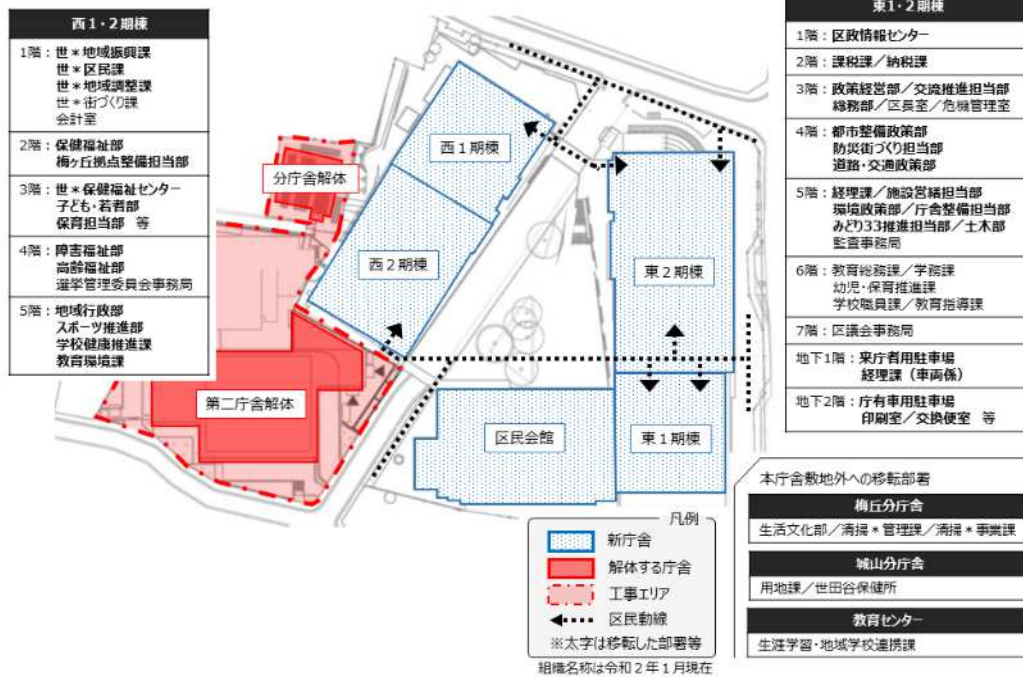 西1・2期棟
1階：世＊地域振興課
世＊区民課
世＊地域調整課
世＊街づくり課
会計室
2階：保健福祉部
梅ヶ丘拠点整備担当部
3階：世＊保健福祉センター
子ども・若者部
保育担当部 等
4階：障害福祉部
高齢福祉部
選挙管理委員会事務局
5階：地域行政部
スポーツ推進部
学校健康推進課
教育環境課
分庁舎解体
西1期棟
西2期棟
東2期棟
第二庁舎解体
区民会館
東1期棟
東1・2期棟
1階：区政情報センター
2階：課税課／納税課
3階：政策経営部／交流推進担当部
総務部／区長室／危機管理室
4階：都市整備政策部
防災街づくり担当部
道路・交通政策部
5階：経理課／施設営繕担当部
環境政策部／庁舎整備担当部
みどり33推進担当部／土木部
監査事務局
6階：教育総務課／学務課
幼児・保育推進課
学校職員課／教育指導課
7階：区議会事務局
地下1階：来庁者用駐車場
経理課（車両係）
地下2階：庁有車用駐車場
印刷室／交換便室 等
本庁舎敷地外への移転部署
梅丘分庁舎
生活文化部／清掃＊管理課／清掃＊事業課
城山分庁舎
用地課／世田谷保健所
教育センター
生涯学習・地域学校連携課
凡例
新庁舎
解体する庁舎
工事エリア
区民動線
※太字は移転した部署等
組織名称は令和２年１月現在